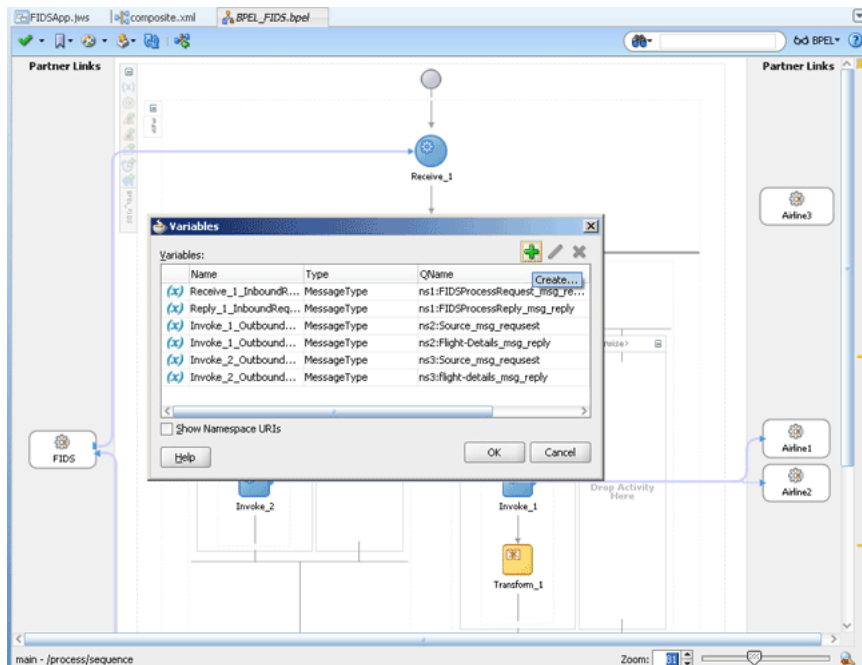 FIDSApp.jws
composite.xml
BPEL_FIDS.bpel
BPEL
Partner Links
Partner Links
Receive_1
Airline3
Variables
Variables:
Create...
Name Type QName
(x) Receive_1_InboundR... MessageType ns1:FIDSProcessRequest_msg_re...
(x) Reply_1_InboundReq... MessageType ns1:FIDSProcessReply_msg_reply
(x) Invoke_1_Outbound... MessageType ns2:Source_msg_requsest
(x) Invoke_1_Outbound... MessageType ns2:Flight-Details_msg_reply
(x) Invoke_2_Outbound... MessageType ns3:Source_msg_requsest
(x) Invoke_2_Outbound... MessageType ns3:flight-details_msg_reply
Show Namespace URIs
Help
OK
Cancel
FIDS
Airline1
Airline2
Invoke_2
Invoke_1
Drop Activity
Here
Transform_1
main - /process/sequence
Zoom: 81